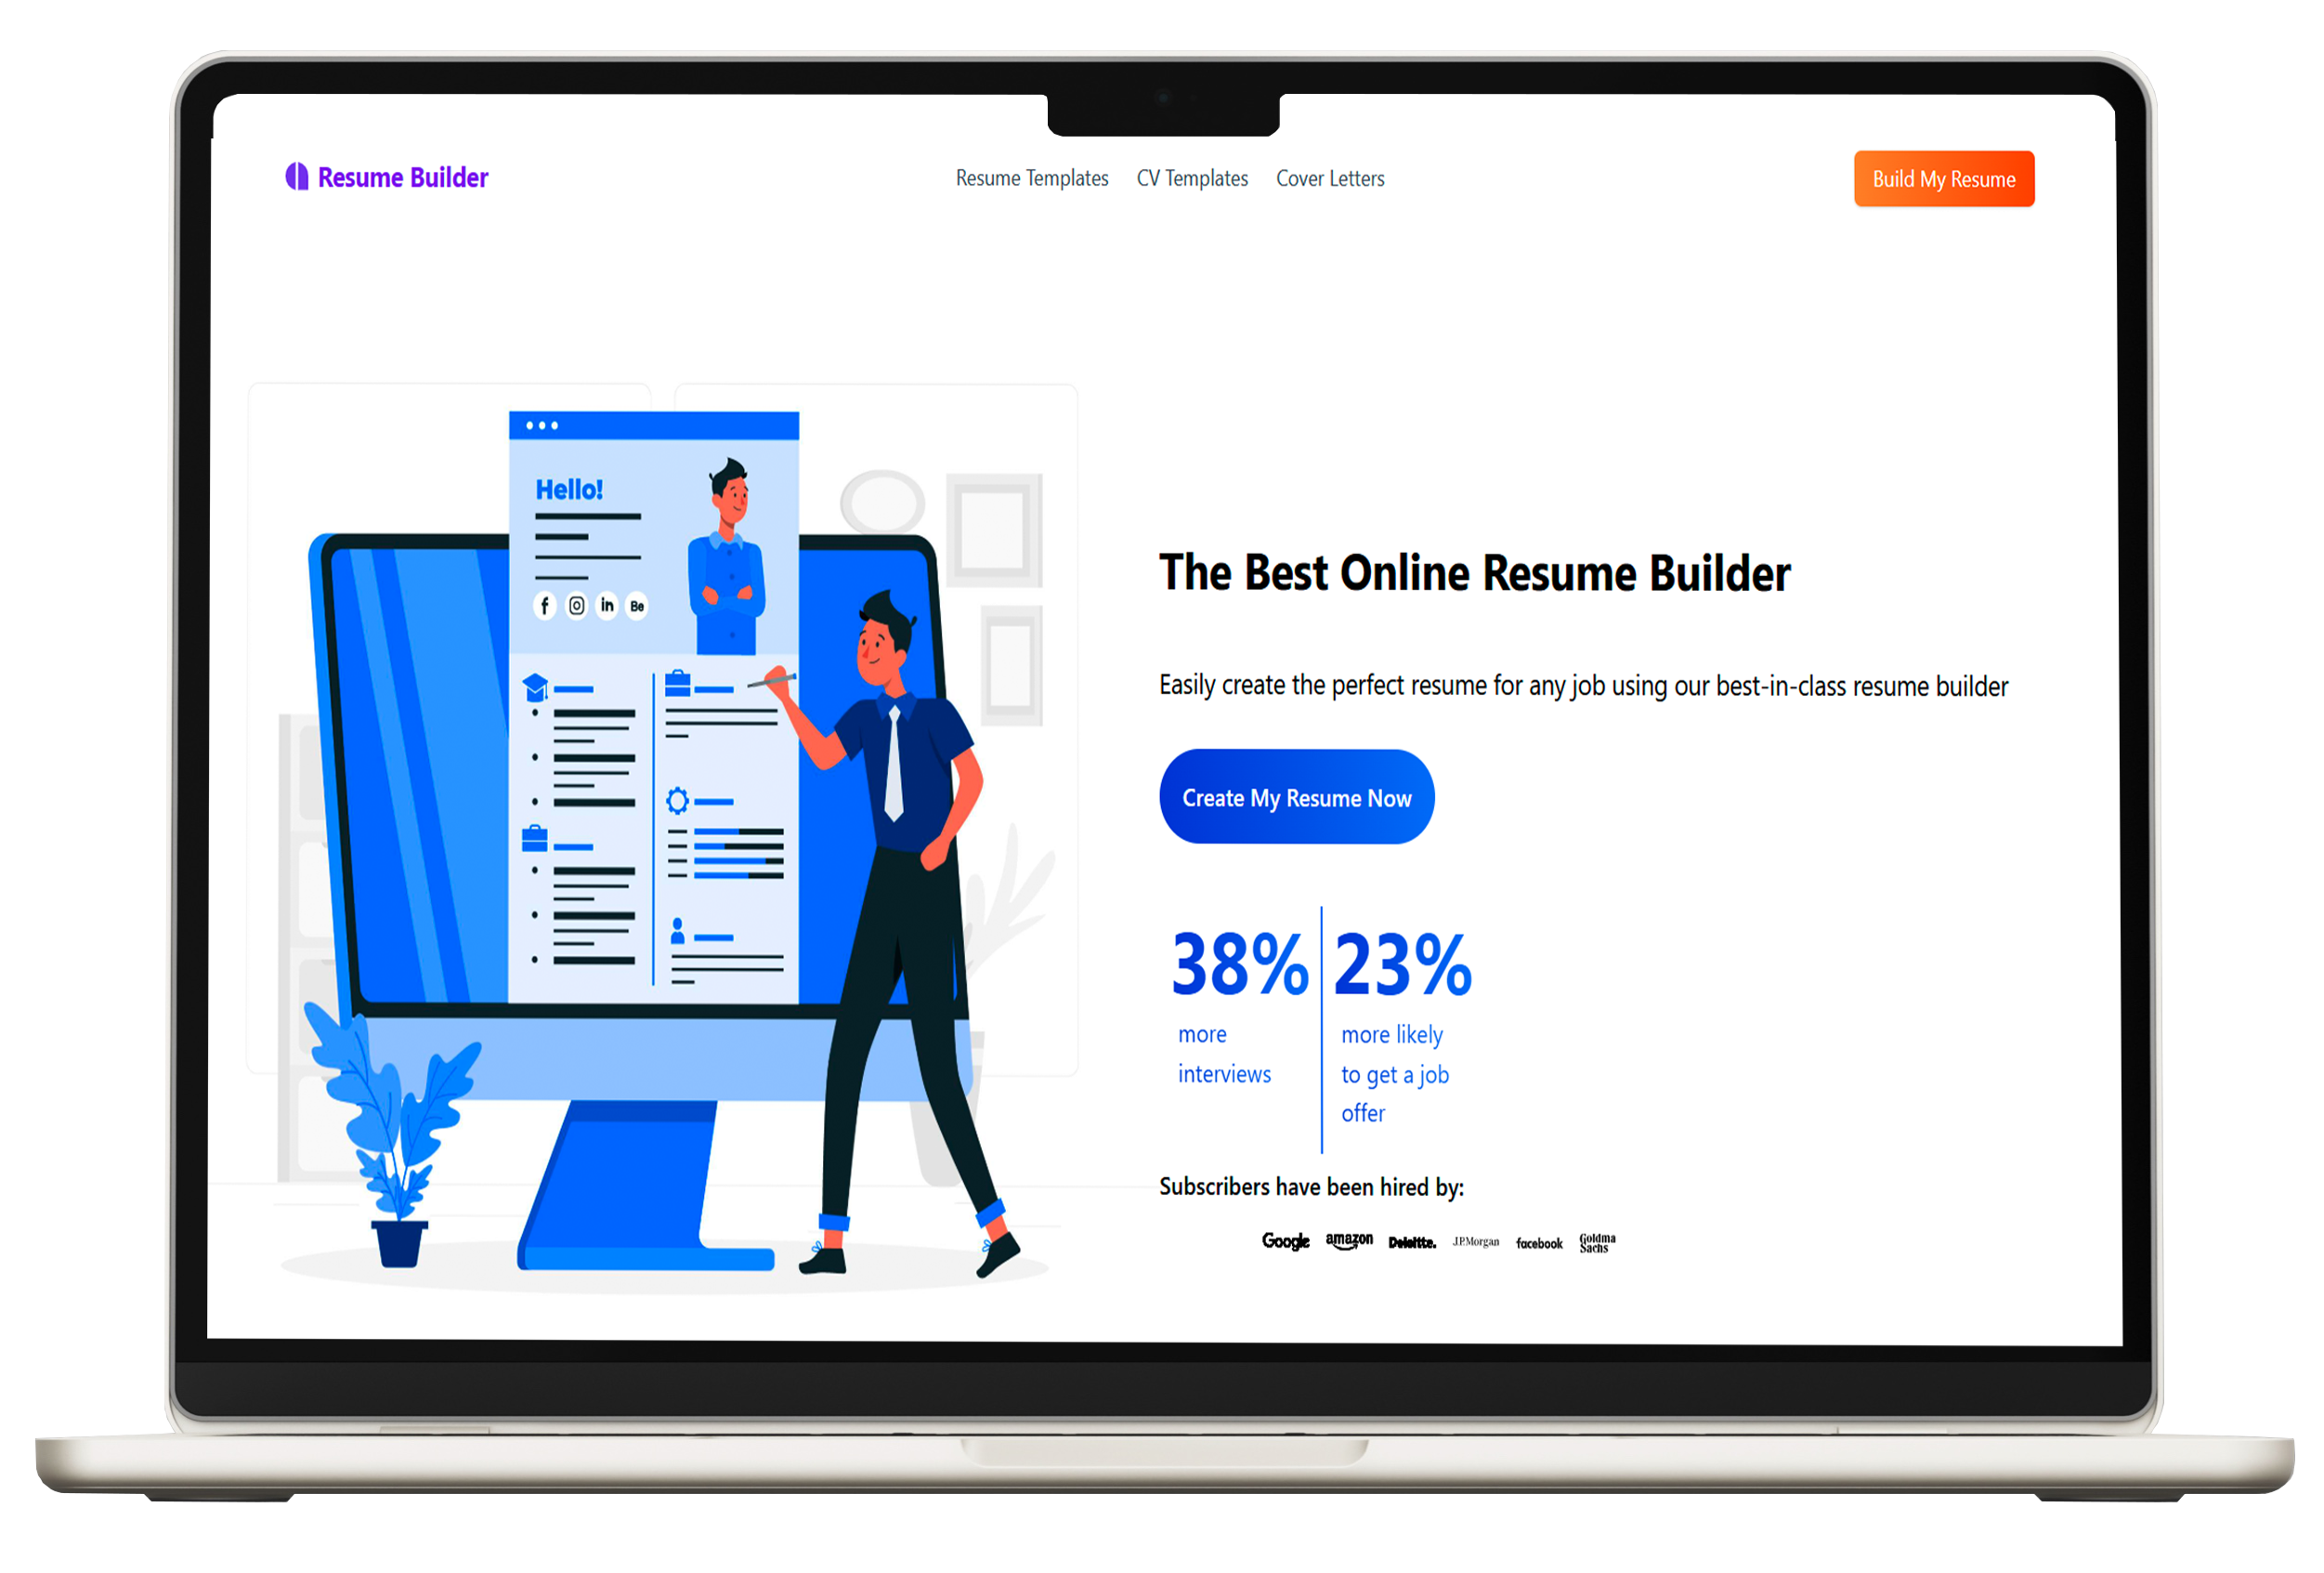 Resume Builder
Resume Templates
CV Templates
Cover Letters
Build My Resume
Hello!
f
in
Be
The Best Online Resume Builder
Easily create the perfect resume for any job using our best-in-class resume builder
Create My Resume Now
38%
more
interviews
23%
more likely
to get a job
offer
Subscribers have been hired by:
Google amazon Deloitte. J.P.Morgan facebook Goldma
Sachs